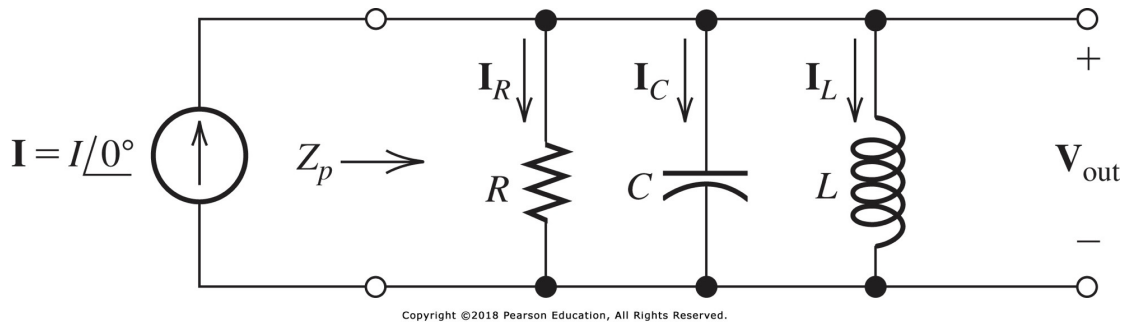 I_R I_C I_L +
I = I∠0° Z_p R C L V_out
−
Copyright ©2018 Pearson Education, All Rights Reserved.